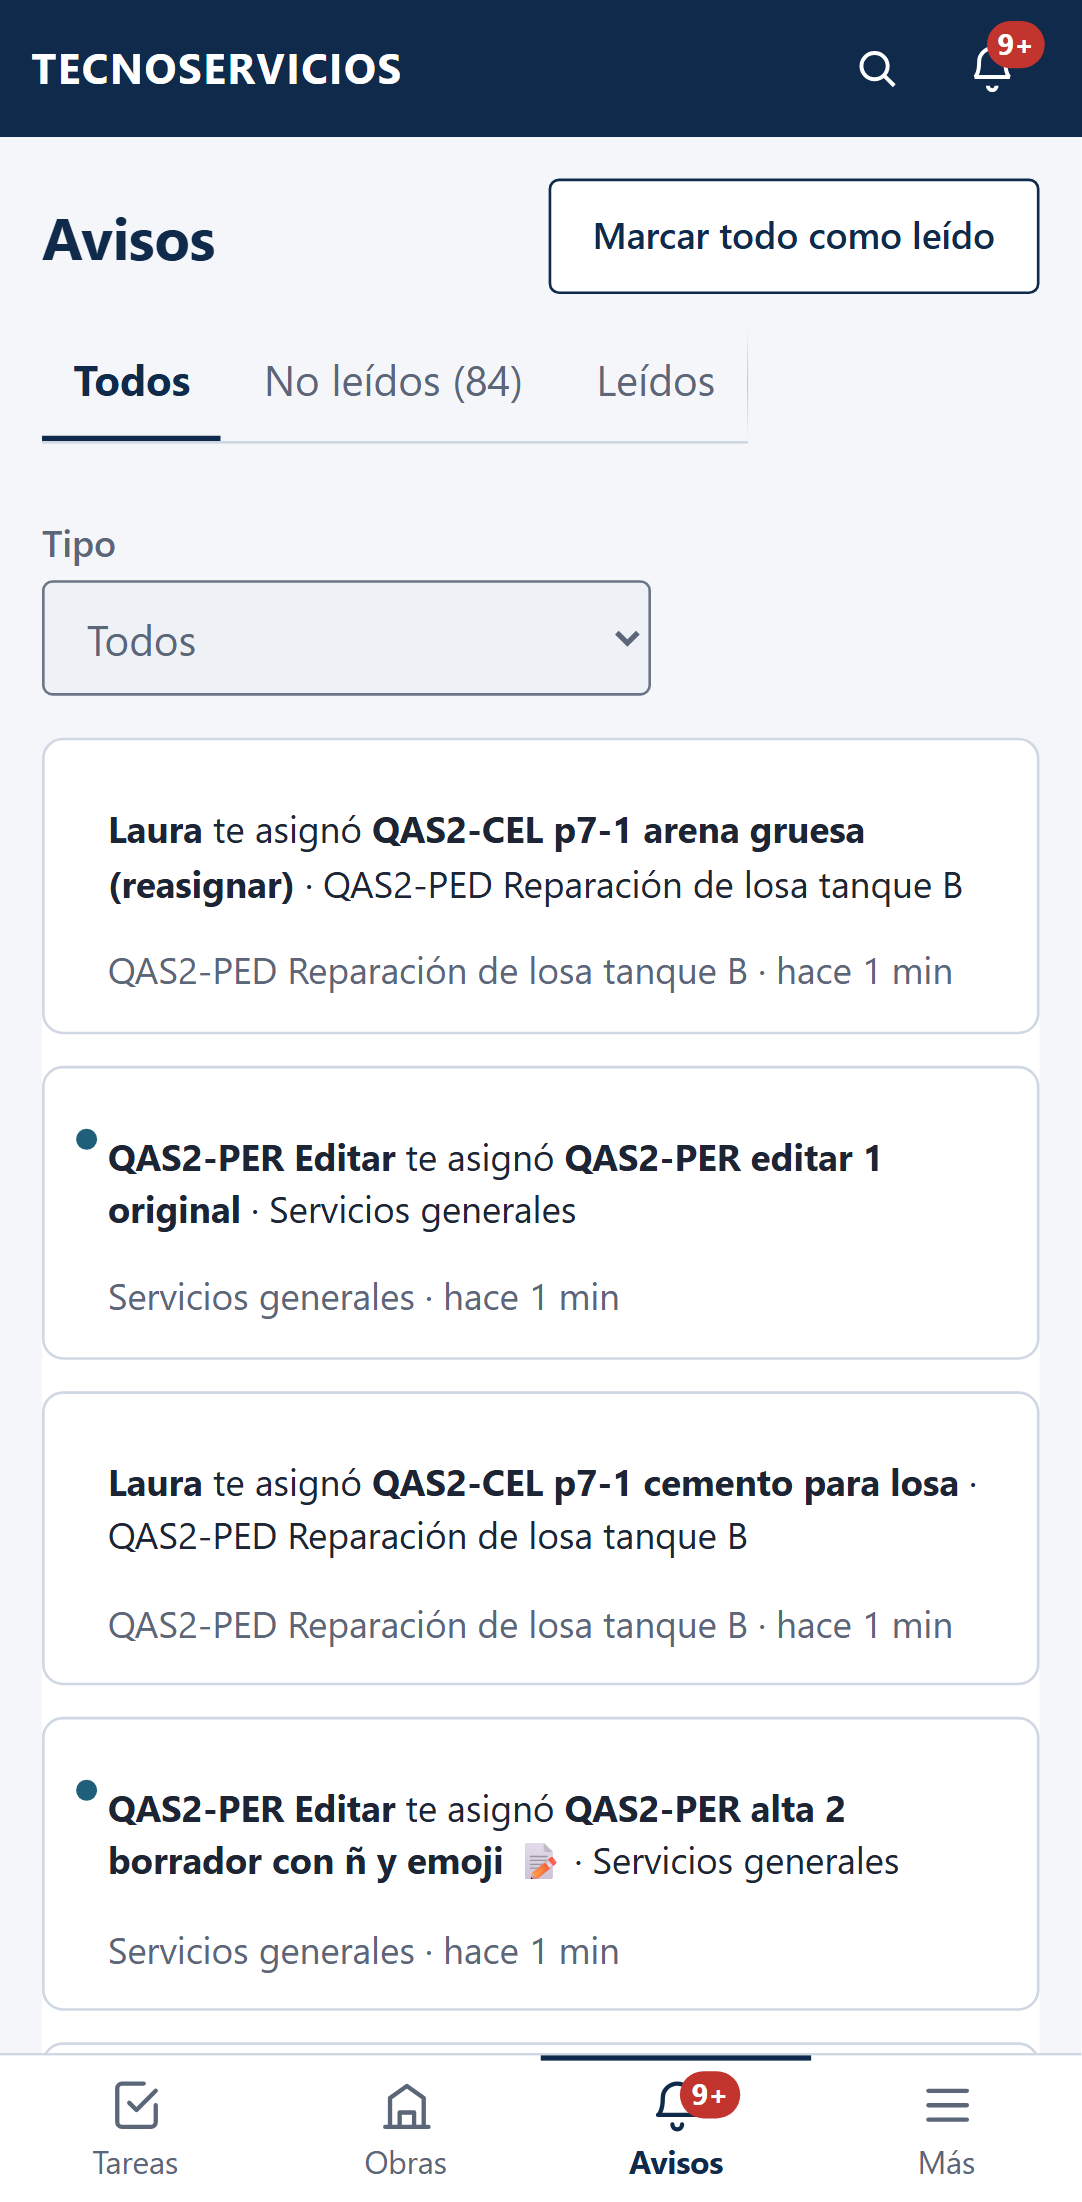 TECNOSERVICIOS
9+
Avisos
Marcar todo como leído
Todos
No leídos (84)
Leídos
Tipo
Todos
Laura te asignó QAS2-CEL p7-1 arena gruesa
(reasignar) · QAS2-PED Reparación de losa tanque B
QAS2-PED Reparación de losa tanque B · hace 1 min
QAS2-PER Editar te asignó QAS2-PER editar 1
original · Servicios generales
Servicios generales · hace 1 min
Laura te asignó QAS2-CEL p7-1 cemento para losa ·
QAS2-PED Reparación de losa tanque B
QAS2-PED Reparación de losa tanque B · hace 1 min
QAS2-PER Editar te asignó QAS2-PER alta 2
borrador con ñ y emoji 📝 · Servicios generales
Servicios generales · hace 1 min
9+
Tareas
Obras
Avisos
Más